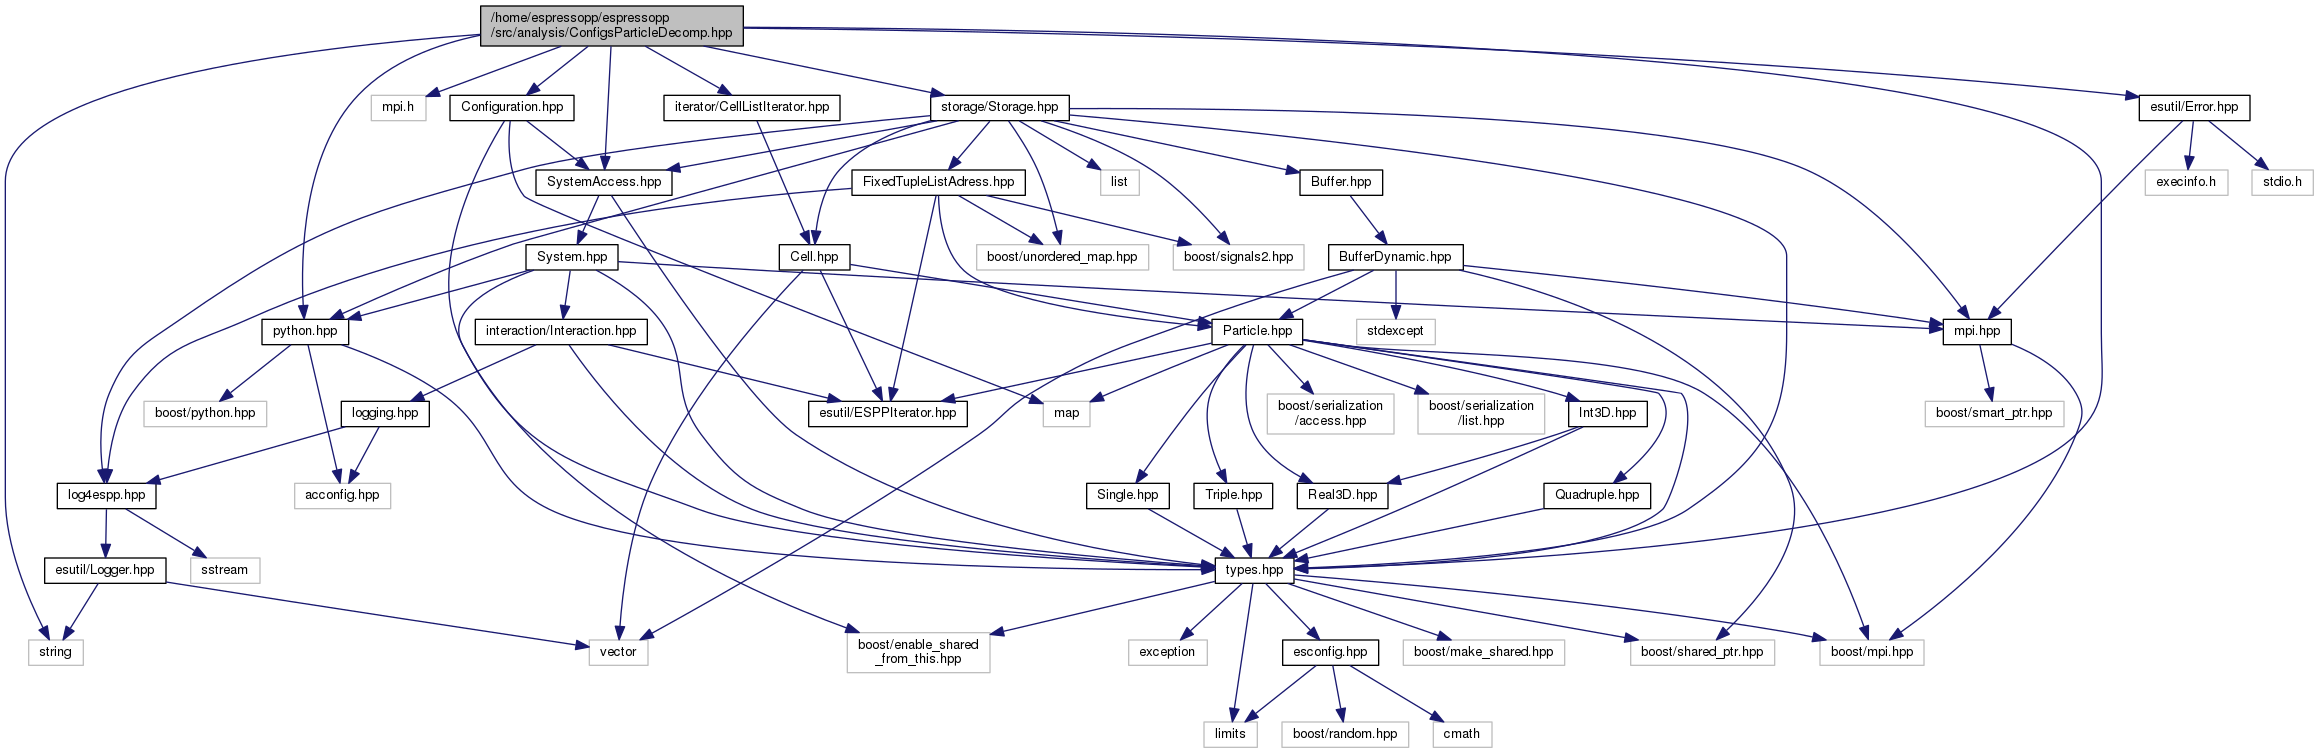 /home/espressopp/espressopp
/src/analysis/ConfigsParticleDecomp.hpp
mpi.h
Configuration.hpp
iterator/CellListIterator.hpp
storage/Storage.hpp
esutil/Error.hpp
SystemAccess.hpp
FixedTupleListAdress.hpp
list
Buffer.hpp
execinfo.h
stdio.h
System.hpp
Cell.hpp
boost/unordered_map.hpp
boost/signals2.hpp
BufferDynamic.hpp
python.hpp
interaction/Interaction.hpp
Particle.hpp
stdexcept
mpi.hpp
boost/python.hpp
logging.hpp
esutil/ESPPIterator.hpp
map
boost/serialization
/access.hpp
boost/serialization
/list.hpp
Int3D.hpp
boost/smart_ptr.hpp
log4espp.hpp
acconfig.hpp
Single.hpp
Triple.hpp
Real3D.hpp
Quadruple.hpp
esutil/Logger.hpp
sstream
types.hpp
string
vector
boost/enable_shared
_from_this.hpp
exception
esconfig.hpp
boost/make_shared.hpp
boost/shared_ptr.hpp
boost/mpi.hpp
limits
boost/random.hpp
cmath